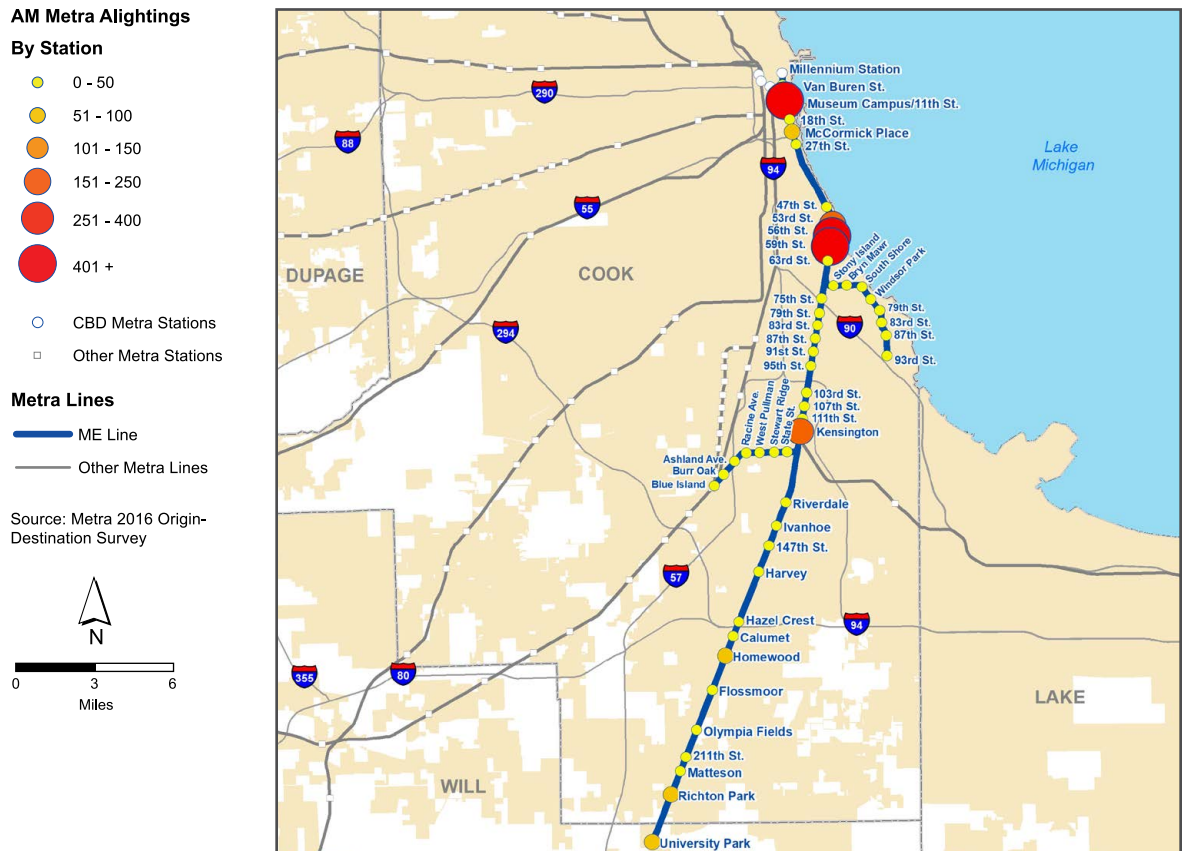 AM Metra Alightings
By Station
0 - 50
51 - 100
101 - 150
151 - 250
251 - 400
401 +
CBD Metra Stations
Other Metra Stations
Metra Lines
ME Line
Other Metra Lines
Source: Metra 2016 Origin-
Destination Survey
N
0 3 6
Miles
Millennium Station
Van Buren St.
Museum Campus/11th St.
18th St.
McCormick Place
27th St.
290
88
94
55
Lake
Michigan
47th St.
53rd St.
56th St.
59th St.
63rd St.
Stony Island
Bryn Mawr
South Shore
Windsor Park
DUPAGE
COOK
75th St.
79th St.
83rd St.
87th St.
91st St.
95th St.
79th St.
83rd St.
87th St.
93rd St.
90
294
103rd St.
107th St.
111th St.
Kensington
Racine Ave.
West Pullman
Stewart Ridge
State St.
Ashland Ave.
Burr Oak
Blue Island
Riverdale
Ivanhoe
147th St.
Harvey
57
Hazel Crest
Calumet
94
Homewood
355
80
Flossmoor
LAKE
Olympia Fields
211th St.
Matteson
WILL
Richton Park
University Park